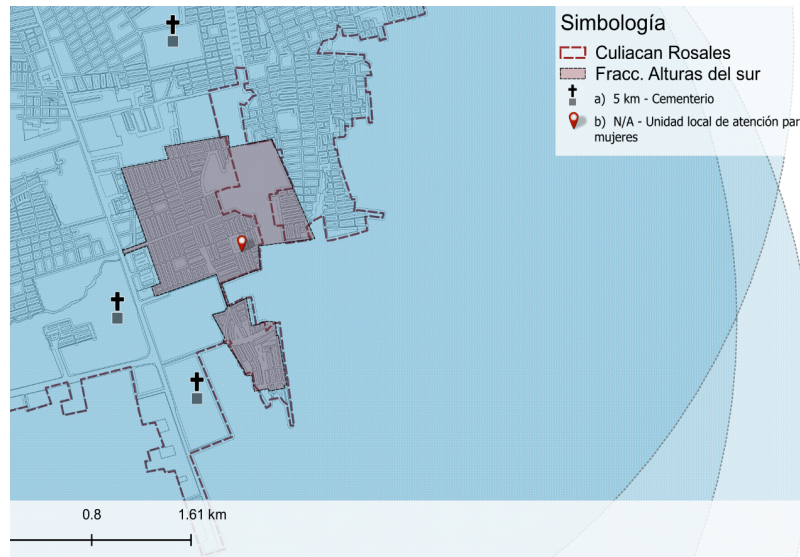 Simbología
Culiacan Rosales
Fracc. Alturas del sur
a) 5 km - Cementerio
b) N/A - Unidad local de atención par
mujeres
0.8 1.61 km